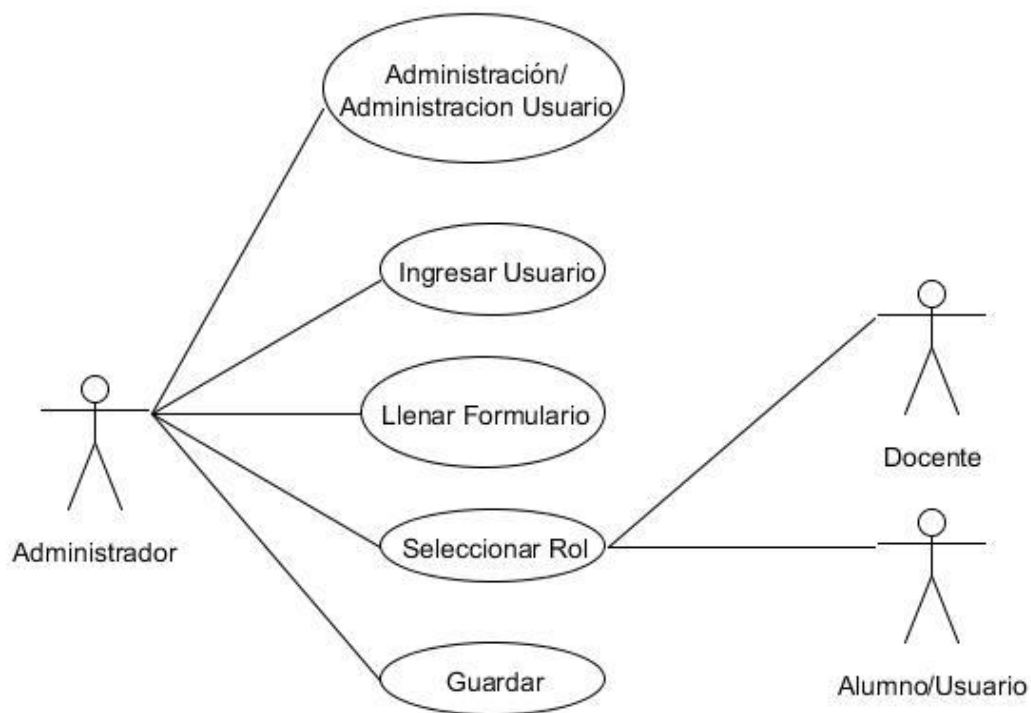 Administración/
Administracion Usuario
Ingresar Usuario
Llenar Formulario
Docente
Seleccionar Rol
Administrador
Guardar
Alumno/Usuario